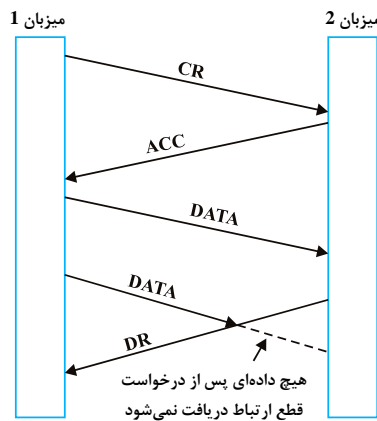 میزبان 1
میزبان 2
CR
ACC
DATA
DATA
DR
هیچ داده‌ای پس از درخواست
قطع ارتباط دریافت نمی‌شود